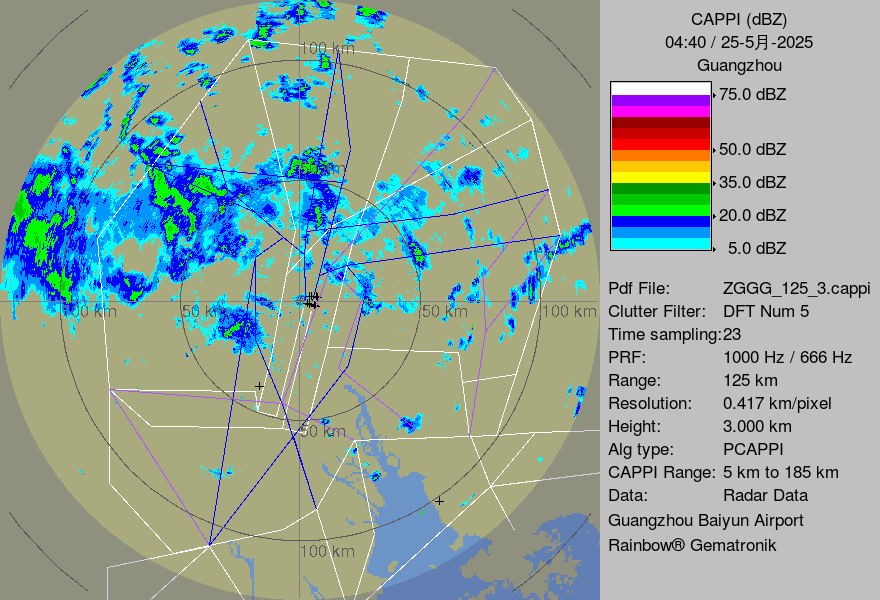 CAPPI (dBZ)
04:40 / 25-5月-2025
Guangzhou
75.0 dBZ
50.0 dBZ
35.0 dBZ
20.0 dBZ
5.0 dBZ
Pdf File: ZGGG_125_3.cappi
Clutter Filter: DFT Num 5
Time sampling:23
PRF: 1000 Hz / 666 Hz
Range: 125 km
Resolution: 0.417 km/pixel
Height: 3.000 km
Alg type: PCAPPI
CAPPI Range: 5 km to 185 km
Data: Radar Data
Guangzhou Baiyun Airport
Rainbow® Gematronik
100 km
50 km
100 km
50 km
50 km
100 km
50 km
100 km